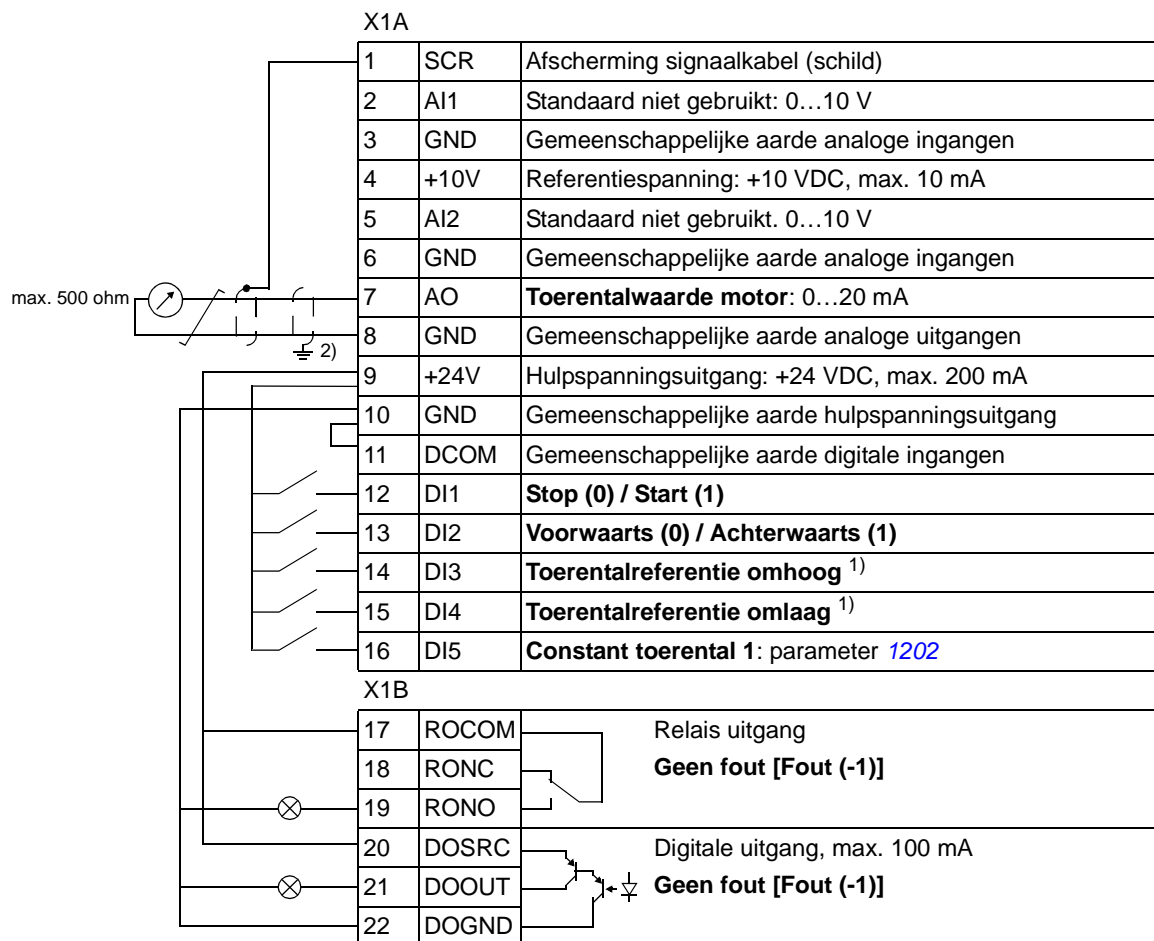 X1A
1 SCR Afscherming signaalkabel (schild)
2 AI1 Standaard niet gebruikt: 0…10 V
3 GND Gemeenschappelijke aarde analoge ingangen
4 +10V Referentiespanning: +10 VDC, max. 10 mA
5 AI2 Standaard niet gebruikt. 0…10 V
6 GND Gemeenschappelijke aarde analoge ingangen
max. 500 ohm
7 AO Toerentalwaarde motor: 0…20 mA
8 GND Gemeenschappelijke aarde analoge uitgangen
2)
9 +24V Hulpspanningsuitgang: +24 VDC, max. 200 mA
10 GND Gemeenschappelijke aarde hulpspanningsuitgang
11 DCOM Gemeenschappelijke aarde digitale ingangen
12 DI1 Stop (0) / Start (1)
13 DI2 Voorwaarts (0) / Achterwaarts (1)
14 DI3 Toerentalreferentie omhoog 1)
15 DI4 Toerentalreferentie omlaag 1)
16 DI5 Constant toerental 1: parameter 1202
X1B
17 ROCOM Relais uitgang
18 RONC Geen fout [Fout (-1)]
19 RONO
20 DOSRC Digitale uitgang, max. 100 mA
21 DOOUT Geen fout [Fout (-1)]
22 DOGND